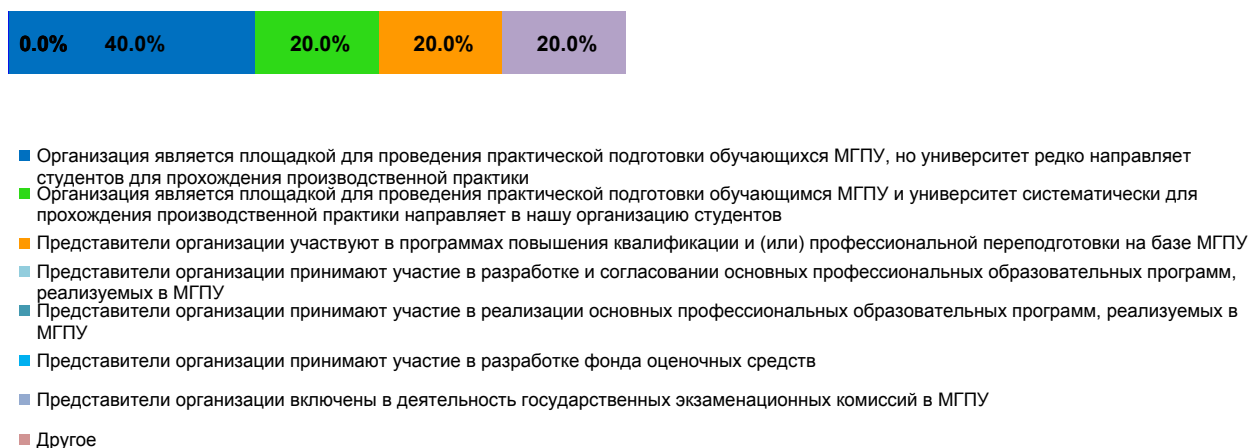 0.0% 40.0% 20.0% 20.0% 20.0%
Организация является площадкой для проведения практической подготовки обучающихся МГПУ, но университет редко направляет
студентов для прохождения производственной практики
Организация является площадкой для проведения практической подготовки обучающимся МГПУ и университет систематически для
прохождения производственной практики направляет в нашу организацию студентов
Представители организации участвуют в программах повышения квалификации и (или) профессиональной переподготовки на базе МГПУ
Представители организации принимают участие в разработке и согласовании основных профессиональных образовательных программ,
реализуемых в МГПУ
Представители организации принимают участие в реализации основных профессиональных образовательных программ, реализуемых в
МГПУ
Представители организации принимают участие в разработке фонда оценочных средств
Представители организации включены в деятельность государственных экзаменационных комиссий в МГПУ
Другое